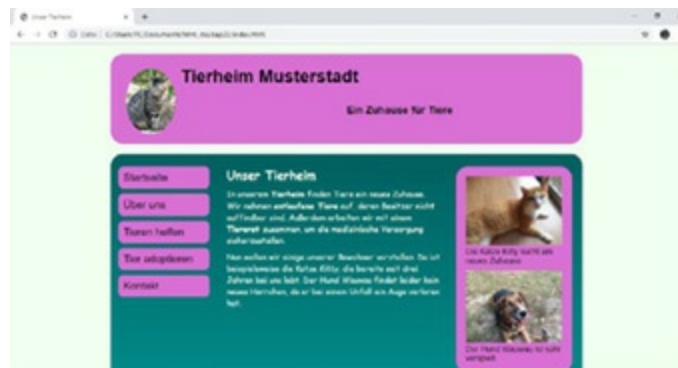 Unser Tierheim
Tierheim Musterstadt
Ein Zuhause für Tiere
Startseite
Über uns
Tieren helfen
Tier adoptieren
Kontakt
Unser Tierheim
In unserem Tierheim finden Tiere ein neues Zuhause.
Wir nehmen entlaufene Tiere auf, deren Besitzer nicht
auffindbar sind. Außerdem arbeiten wir mit einem
Tierarzt zusammen, um die medizinische Versorgung
sicherzustellen.
Nun wollen wir einige unserer Bewohner vorstellen. Da ist
beispielsweise die Katze Kitty, die bereits seit drei
Jahren bei uns lebt. Der Hund Wauwau findet leider kein
neues Herrchen, da er bei einem Unfall ein Auge verloren
hat.
Die Katze Kitty sucht ein
neues Zuhause
Der Hund Wauwau ist sehr
verspielt